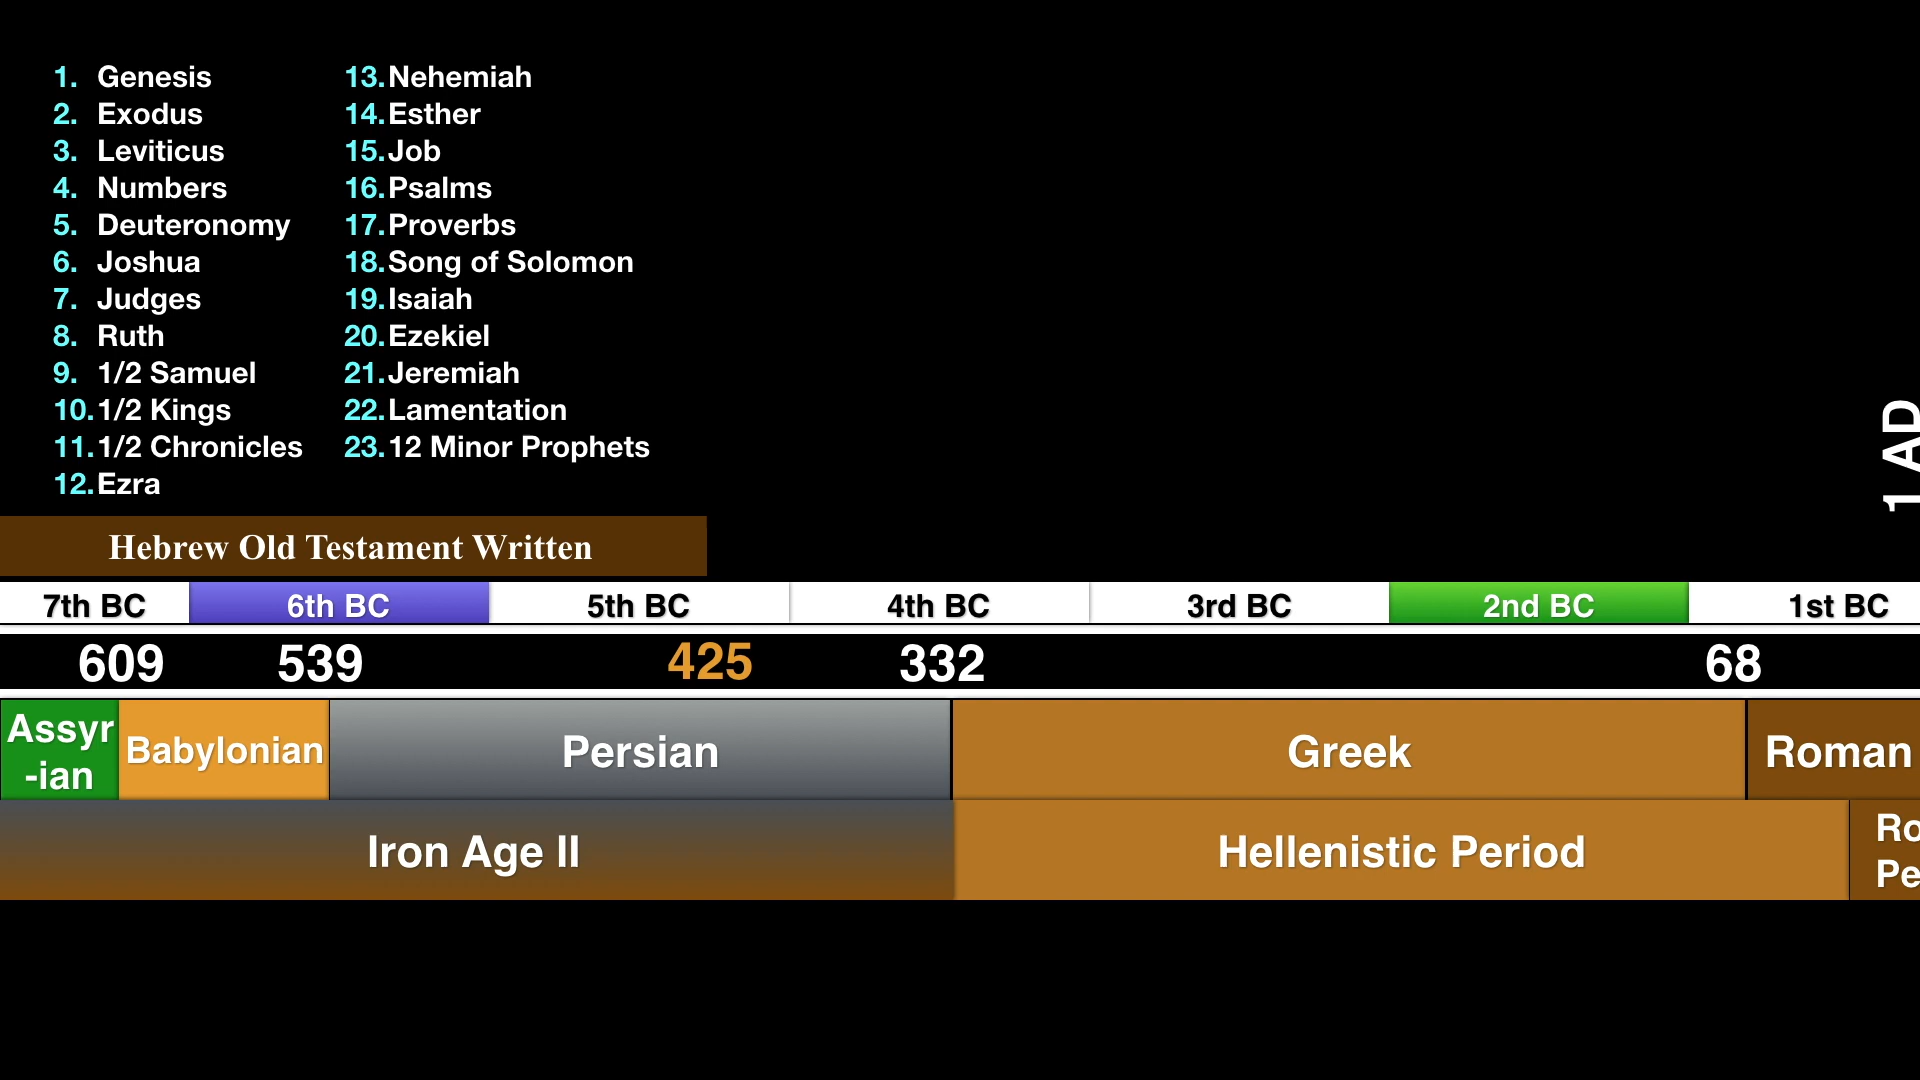 1. Genesis
2. Exodus
3. Leviticus
4. Numbers
5. Deuteronomy
6. Joshua
7. Judges
8. Ruth
9. 1/2 Samuel
10. 1/2 Kings
11. 1/2 Chronicles
12. Ezra
13. Nehemiah
14. Esther
15. Job
16. Psalms
17. Proverbs
18. Song of Solomon
19. Isaiah
20. Ezekiel
21. Jeremiah
22. Lamentation
23. 12 Minor Prophets
1 AD
Hebrew Old Testament Written
7th BC 6th BC 5th BC 4th BC 3rd BC 2nd BC 1st BC
609 539 425 332 68
Assyr
-ian
Babylonian
Persian
Greek
Roman
Iron Age II
Hellenistic Period
Ro
Pe